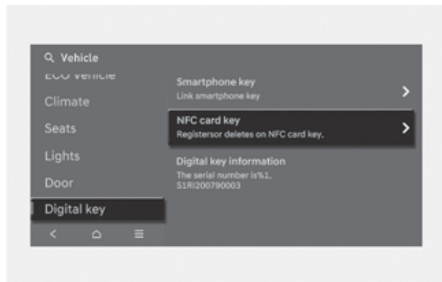 Vehicle
ECO vehicle
Climate
Seats
Lights
Door
Digital key
Smartphone key
Link smartphone key
NFC card key
Registersor deletes on NFC card key.
Digital key information
The serial number is%1.
51RI200790003